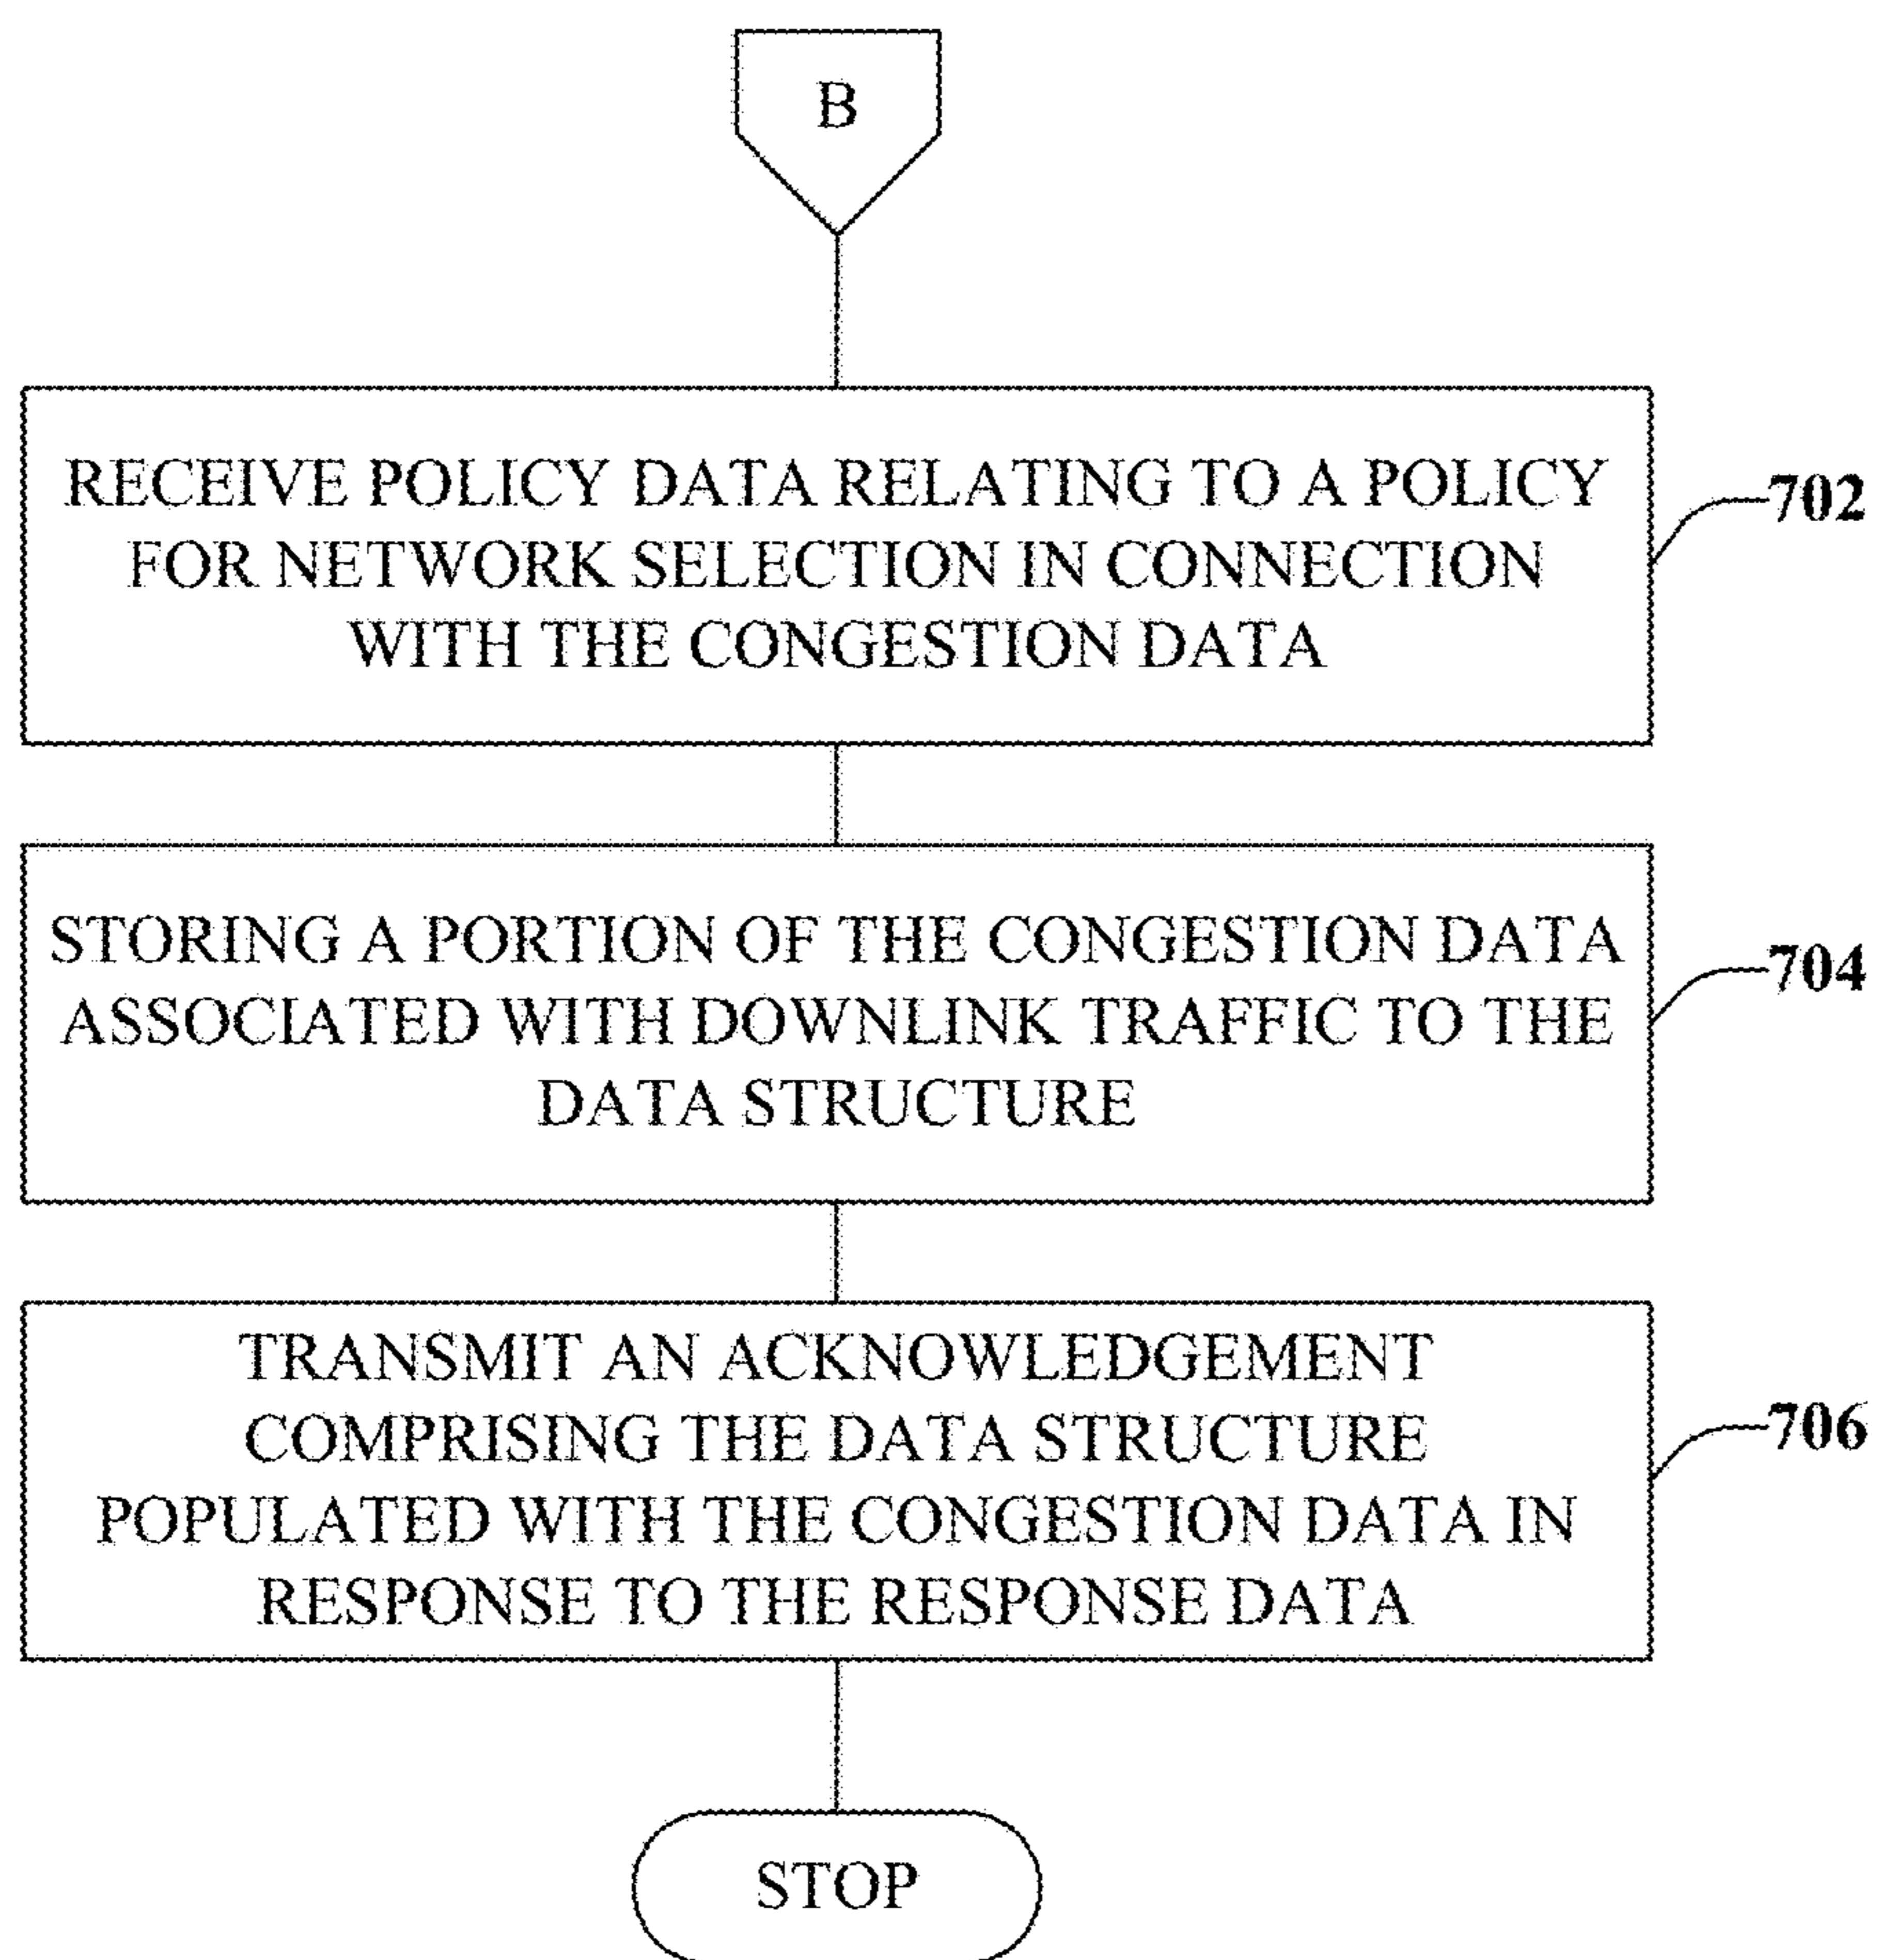 B
RECEIVE POLICY DATA RELATING TO A POLICY
FOR NETWORK SELECTION IN CONNECTION
WITH THE CONGESTION DATA
702
STORING A PORTION OF THE CONGESTION DATA
ASSOCIATED WITH DOWNLINK TRAFFIC TO THE
DATA STRUCTURE
704
TRANSMIT AN ACKNOWLEDGEMENT
COMPRISING THE DATA STRUCTURE
POPULATED WITH THE CONGESTION DATA IN
RESPONSE TO THE RESPONSE DATA
706
STOP